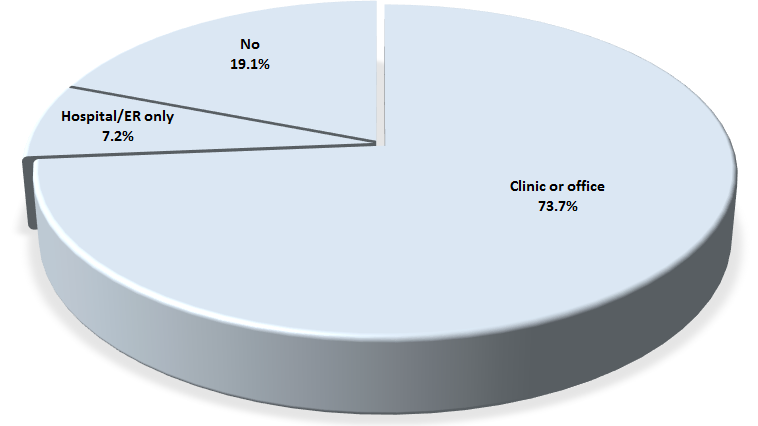 No
19.1%
Hospital/ER only
7.2%
Clinic or office
73.7%